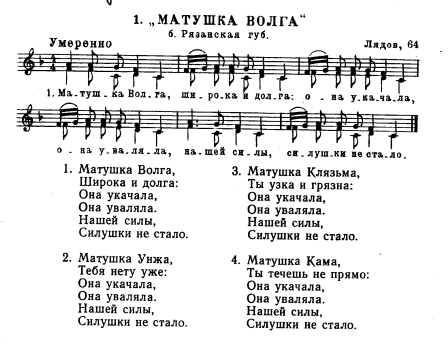 1. „МАТУШКА ВОЛГА“
б. Рязанская губ.
Умеренно
Лядов, 64
1. Ма-туш-ка Вол-га, ши-ро-ка и дол-га: о-на у-ка-ча-ла,
о-на у-ва-ля-ла, на-шей си-лы, си-луш-ки не ста-ло.
1. Матушка Волга,
Широка и долга:
Она укачала,
Она уваляла.
Нашей силы,
Силушки не стало.
2. Матушка Унжа,
Тебя нету уже:
Она укачала,
Она уваляла.
Нашей силы,
Силушки не стало.
3. Матушка Клязьма,
Ты узка и грязна:
Она укачала,
Она уваляла.
Нашей силы,
Силушки не стало.
4. Матушка Кама,
Ты течешь не прямо:
Она укачала,
Она уваляла.
Нашей силы,
Силушки не стало.